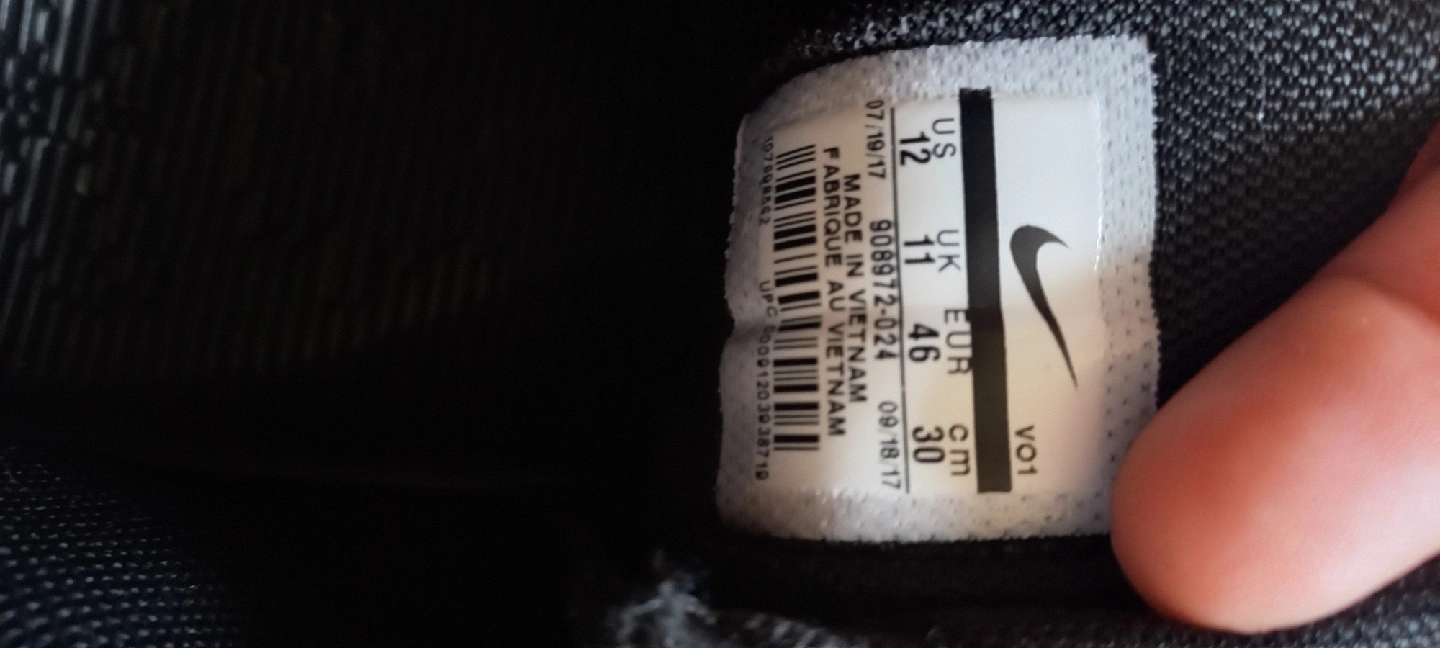 VO1
US UK EUR cm
12 11 46 30
07/19/17 908972-024 09/18/17
MADE IN VIETNAM
FABRIQUE AU VIETNAM